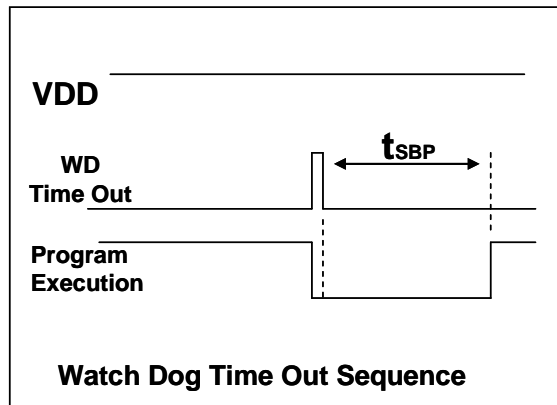 VDD
tSBP
WD
Time Out
Program
Execution
Watch Dog Time Out Sequence